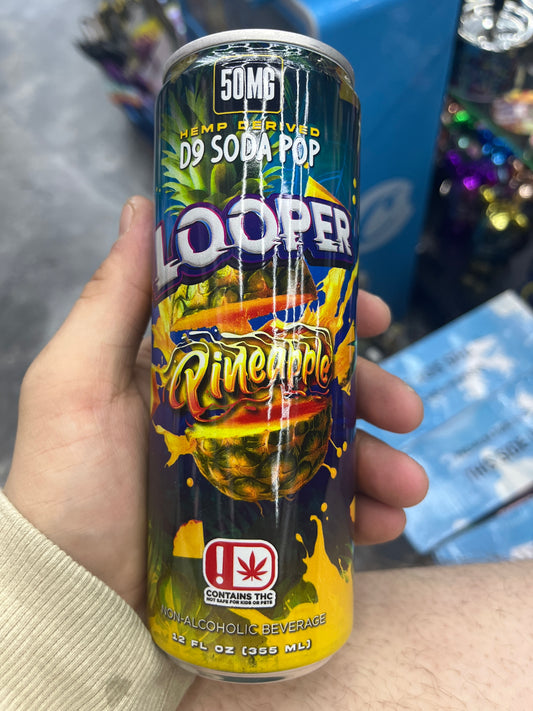 50MG
HEMP DERIVED
D9 SODA POP
LOOPER
Pineapple
!
CONTAINS THC
NOT SAFE FOR KIDS OR PETS
NON-ALCOHOLIC BEVERAGE
12 FL OZ (355 ML)